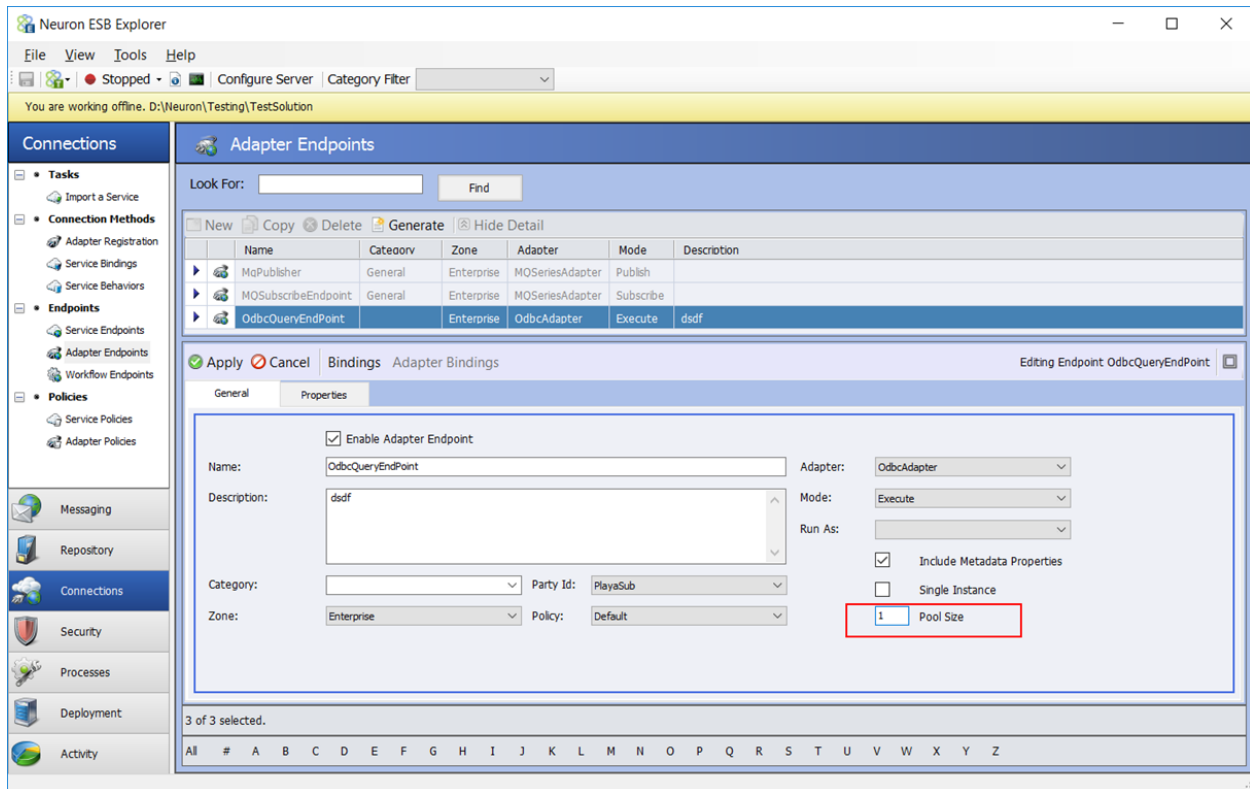 Neuron ESB Explorer
File View Tools Help
Stopped Configure Server Category Filter
You are working offline. D:\Neuron\Testing\TestSolution
Connections
Tasks
Import a Service
Connection Methods
Adapter Registration
Service Bindings
Service Behaviors
Endpoints
Service Endpoints
Adapter Endpoints
Workflow Endpoints
Policies
Service Policies
Adapter Policies
Messaging
Repository
Connections
Security
Processes
Deployment
Activity
Adapter Endpoints
Look For: Find
New Copy Delete Generate Hide Detail
Name Category Zone Adapter Mode Description
MqPublisher General Enterprise MQSeriesAdapter Publish
MQSubscribeEndpoint General Enterprise MQSeriesAdapter Subscribe
OdbcQueryEndPoint Enterprise OdbcAdapter Execute dsdf
Apply Cancel Bindings Adapter Bindings Editing Endpoint OdbcQueryEndPoint
General Properties
Enable Adapter Endpoint
Name: OdbcQueryEndPoint Adapter: OdbcAdapter
Description: dsdf Mode: Execute
Run As:
Include Metadata Properties
Category: Party Id: PlayaSub Single Instance
Zone: Enterprise Policy: Default 1 Pool Size
3 of 3 selected.
All # A B C D E F G H I J K L M N O P Q R S T U V W X Y Z